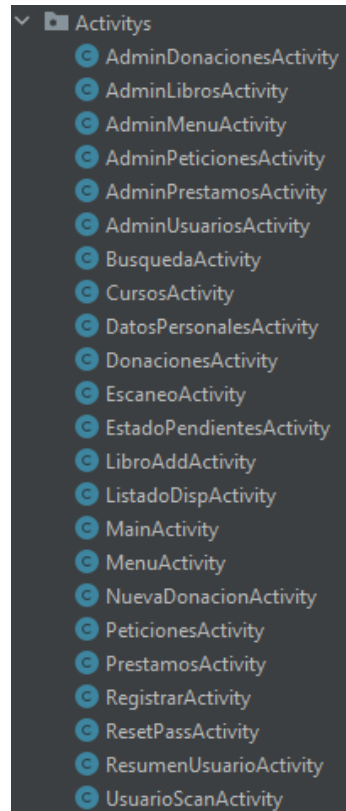 Activitys
AdminDonacionesActivity
AdminLibrosActivity
AdminMenuActivity
AdminPeticionesActivity
AdminPrestamosActivity
AdminUsuariosActivity
BusquedaActivity
CursosActivity
DatosPersonalesActivity
DonacionesActivity
EscaneoActivity
EstadoPendientesActivity
LibroAddActivity
ListadoDispActivity
MainActivity
MenuActivity
NuevaDonacionActivity
PeticionesActivity
PrestamosActivity
RegistrarActivity
ResetPassActivity
ResumenUsuarioActivity
UsuarioScanActivity